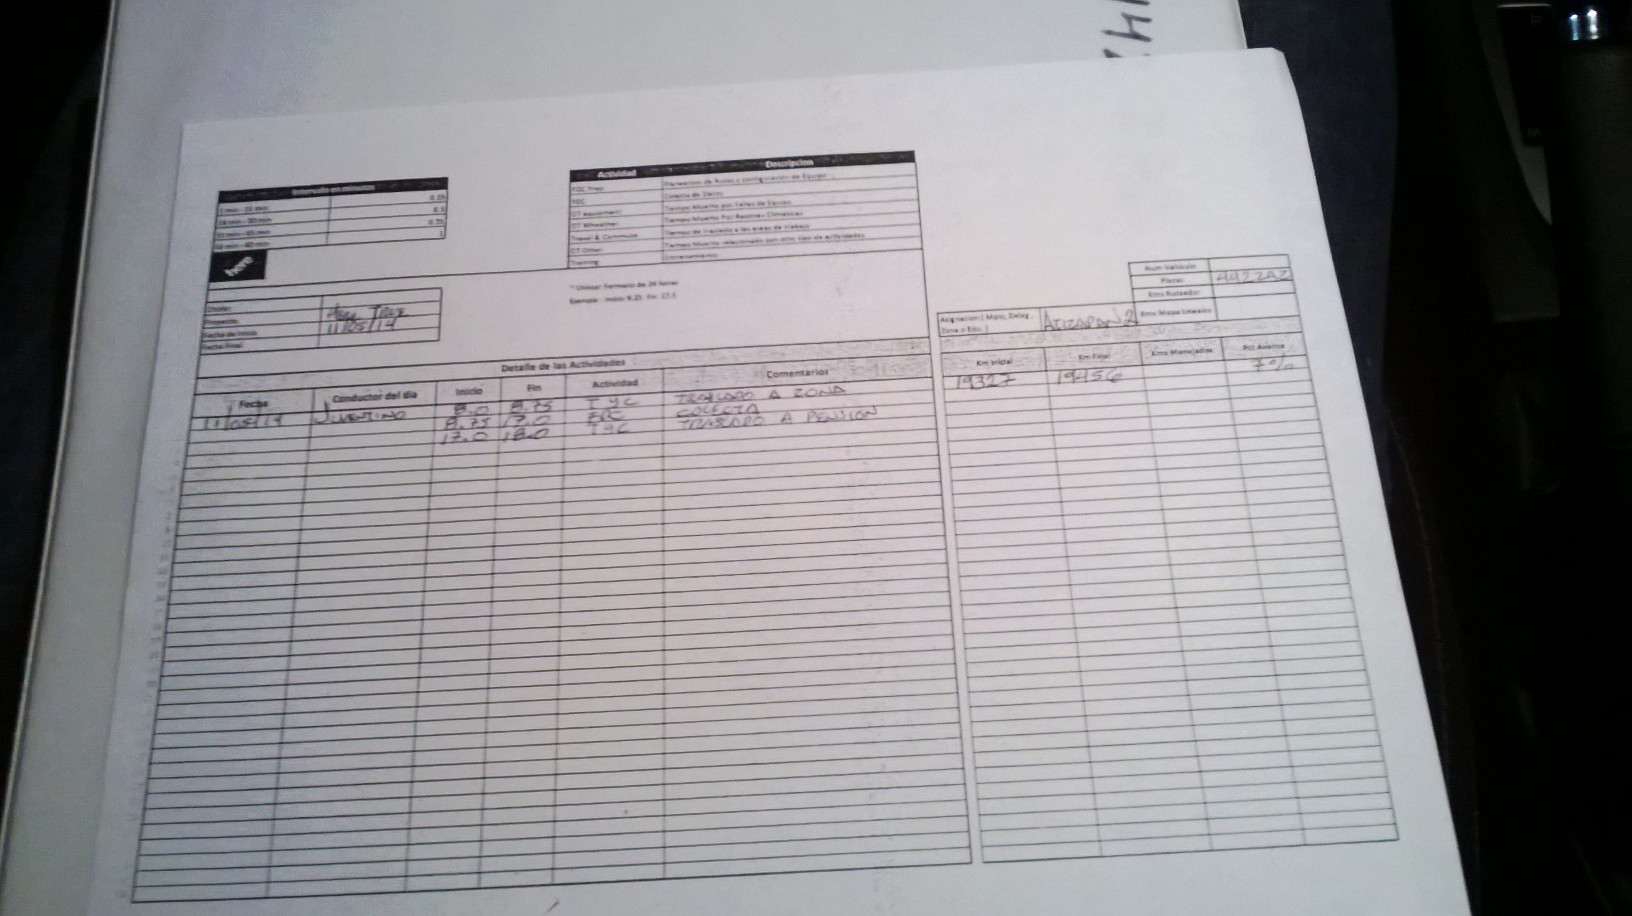 14
Intervalo en minutos
1 min - 15 min 0.25
16 min - 30 min 0.5
31 min - 45 min 0.75
46 min - 60 min 1
here
Actividad Descripcion
FDC Prep Planeacion de Rutas y configuracion de Equipo
FDC Colecta de Datos
DT equipment Tiempo Muerto por Fallas de Equipo
DT Wheather Tiempo Muerto Por Razones Climaticas
Travel & Commute Tiempo de traslado a las areas de trabajo
DT Other Tiempo Muerto relacionado con otro tipo de actividades
Training Entrenamiento
* Utilizar formato de 24 horas
Ejemplo: Inicio 9.25 Fin 17.5
Proyecto
Fecha de Inicio 11/05/14
Fecha Final
Num Vehiculo
Placas 442ZAZ
Kms Ruteador
Kms Mapa Lineales
Asignacion ( Mpio, Deleg, Zona o Edo. ) ATIZAPAN 2
Detalle de las Actividades
Fecha Conductor del dia Inicio Fin Actividad Comentarios Km Inicial Km Final Kms Manejados Pct Avance
11/05/14 JUVENTINO 8.0 8.75 TYC TRASLADO A ZONA 19327 19456 7%
8.75 17.0 FDC COLECTA
17.0 18.0 TYC TRASLADO A PENSION